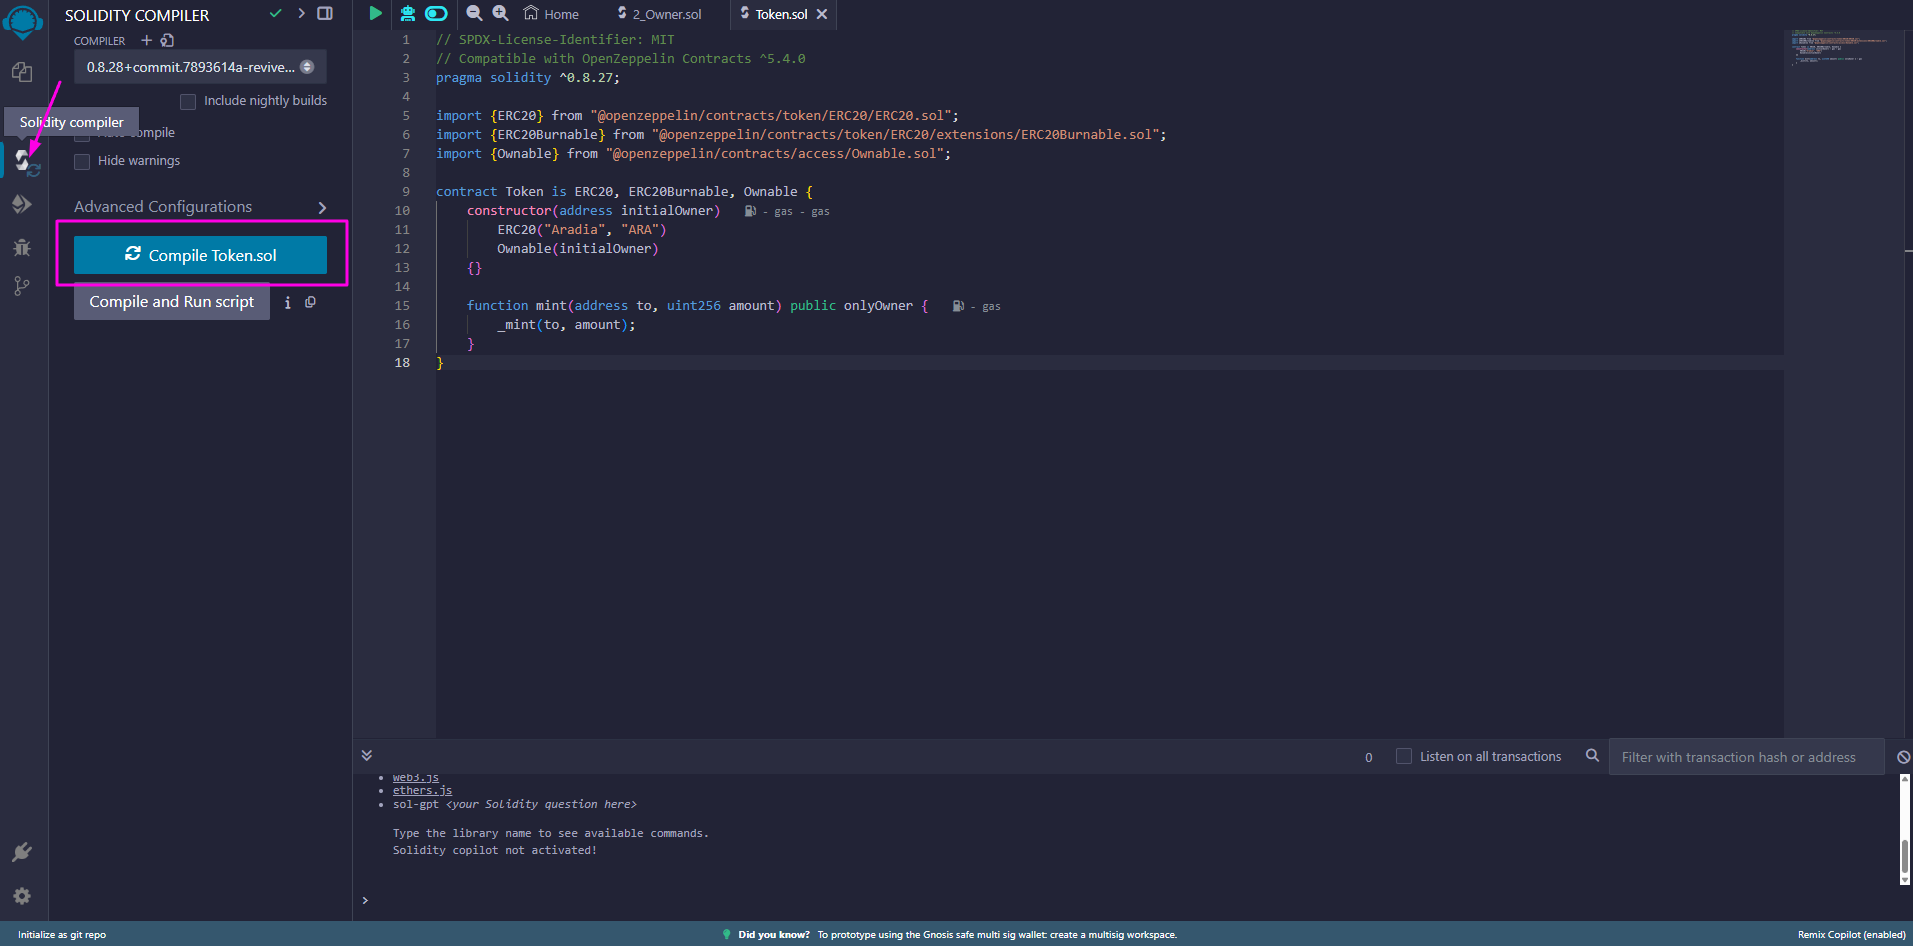 SOLIDITY COMPILER
COMPILER
0.8.28+commit.7893614a-revive...
Include nightly builds
Solidity compiler
compile
Hide warnings
Advanced Configurations
Compile Token.sol
Compile and Run script
Home
2_Owner.sol
Token.sol
1 // SPDX-License-Identifier: MIT
2 // Compatible with OpenZeppelin Contracts ^5.4.0
3 pragma solidity ^0.8.27;
4
5 import {ERC20} from "@openzeppelin/contracts/token/ERC20/ERC20.sol";
6 import {ERC20Burnable} from "@openzeppelin/contracts/token/ERC20/extensions/ERC20Burnable.sol";
7 import {Ownable} from "@openzeppelin/contracts/access/Ownable.sol";
8
9 contract Token is ERC20, ERC20Burnable, Ownable {
10 constructor(address initialOwner) - gas - gas
11 ERC20("Aradia", "ARA")
12 Ownable(initialOwner)
13 {}
14
15 function mint(address to, uint256 amount) public onlyOwner { - gas
16 _mint(to, amount);
17 }
18 }
0
Listen on all transactions
Filter with transaction hash or address
web3.js
ethers.js
sol-gpt <your Solidity question here>
Type the library name to see available commands.
Solidity copilot not activated!
>
Initialize as git repo
Did you know? To prototype using the Gnosis safe multi sig wallet: create a multisig workspace.
Remix Copilot (enabled)